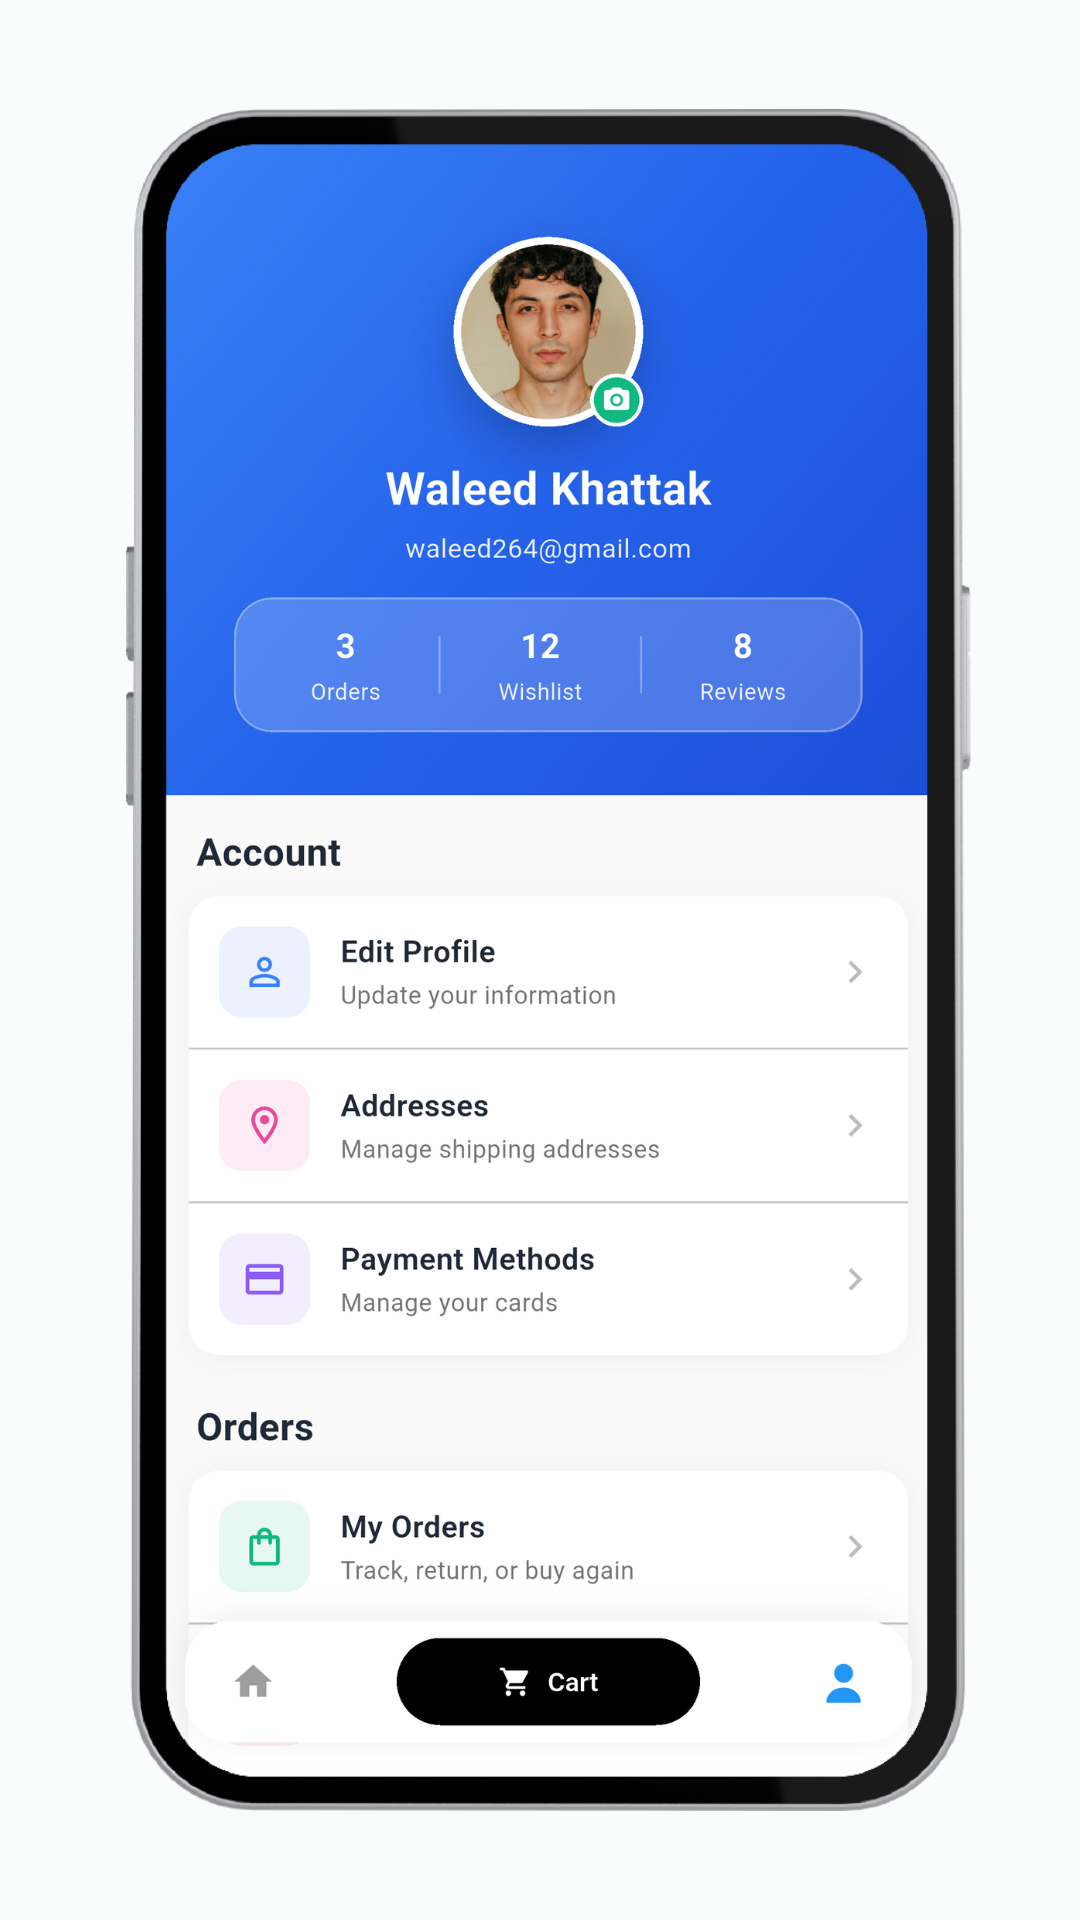 Waleed Khattak
waleed264@gmail.com
3 12 8
Orders Wishlist Reviews
Account
Edit Profile
Update your information
Addresses
Manage shipping addresses
Payment Methods
Manage your cards
Orders
My Orders
Track, return, or buy again
Cart